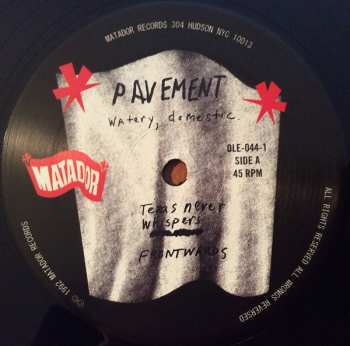 MATADOR RECORDS 304 HUDSON NYC 10013
PAVEMENT
Watery, domestic.
OLE-044-1
SIDE A
45 RPM
MATADOR
Texas never
Whispers
FRONTWARDS
℗© 1992 MATADOR RECORDS
ALL RIGHTS RESERVED ALL WRONGS REVERSED